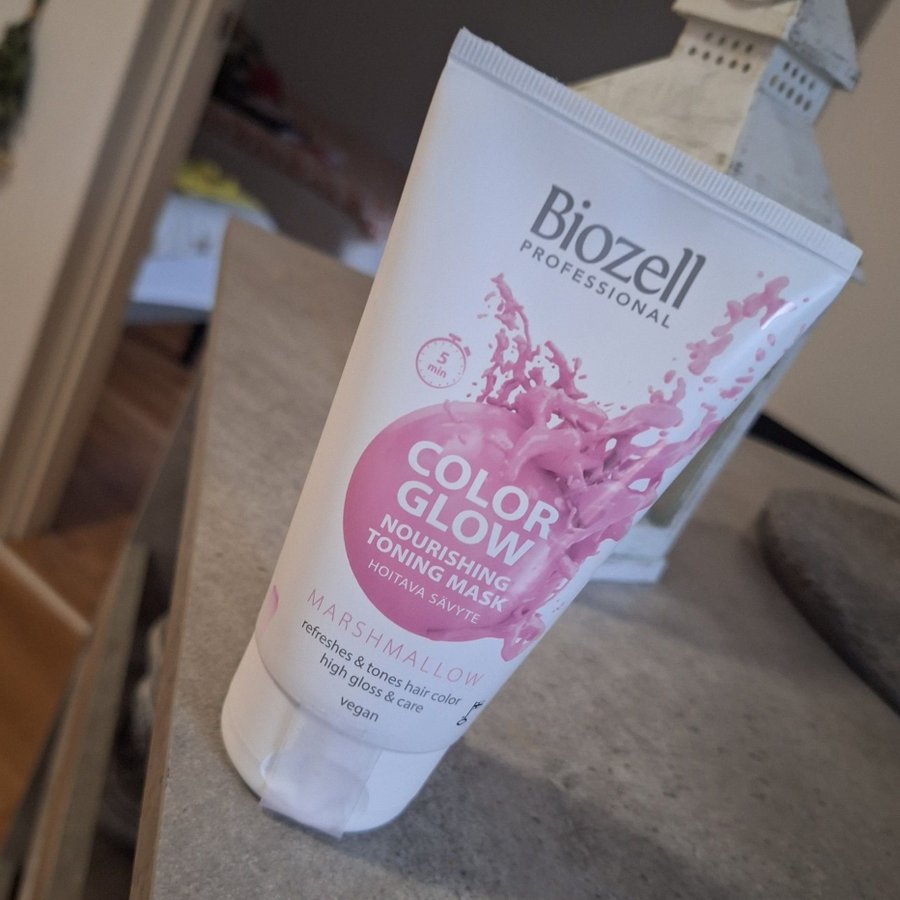 Biozell
PROFESSIONAL
5
min
COLOR
GLOW
NOURISHING
TONING MASK
HOITAVA SÄVYTE
MARSHMALLOW
refreshes & tones hair color
high gloss & care
vegan